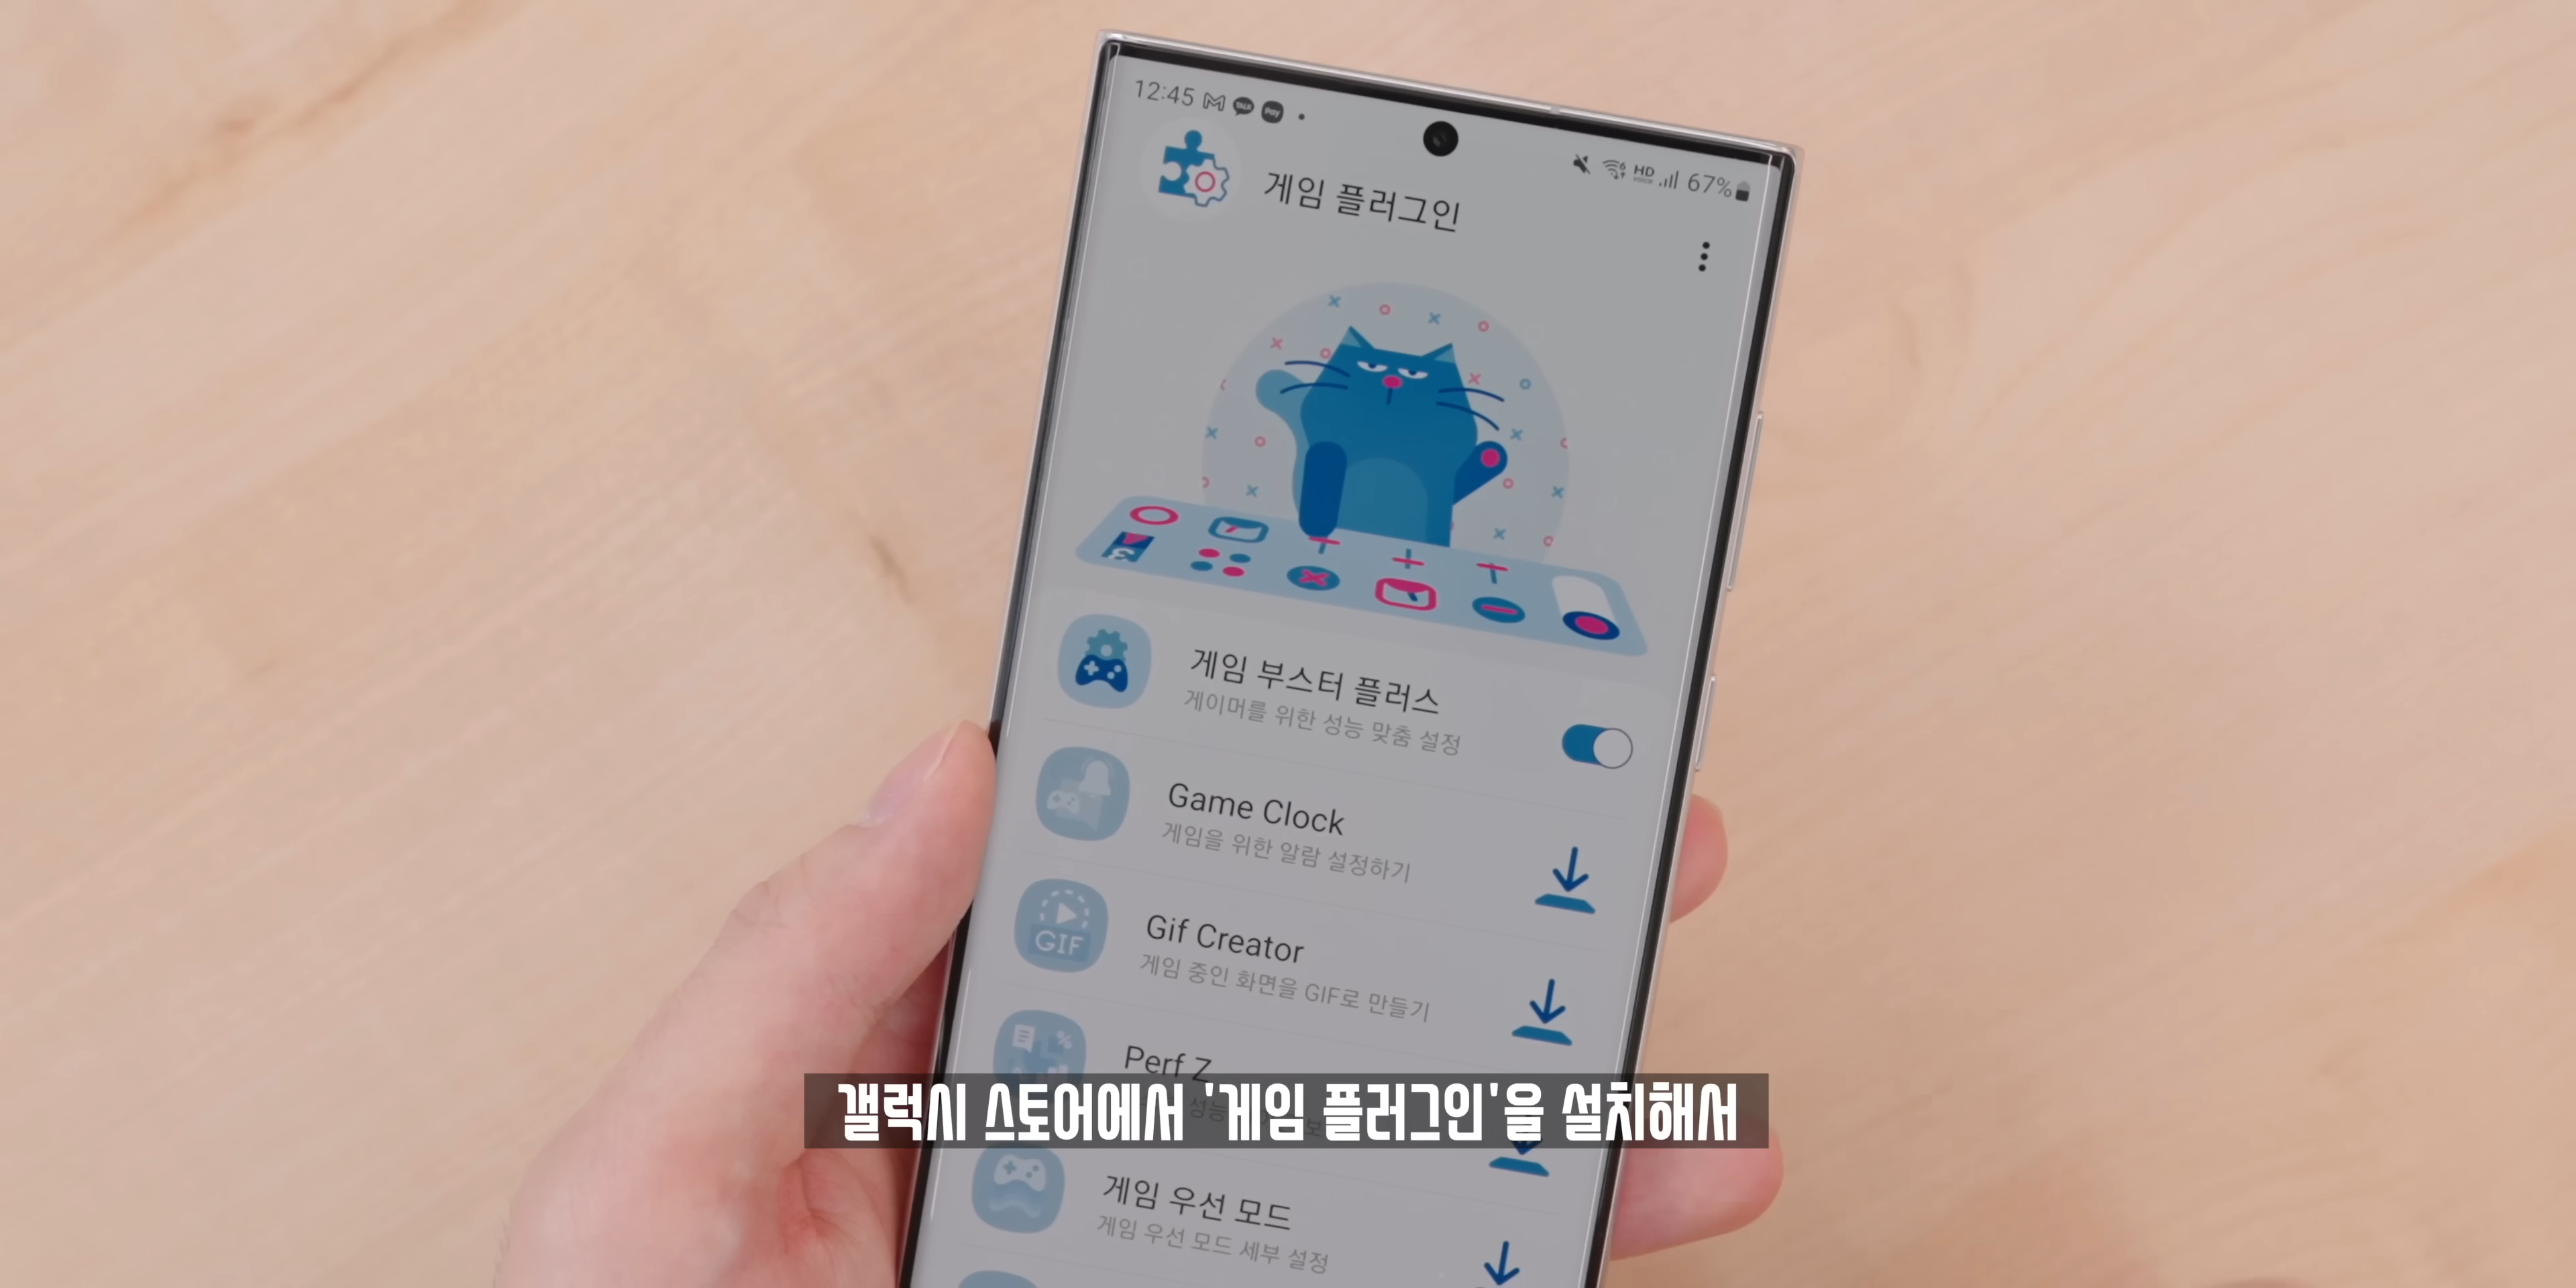 12:45
HD
VOICE
67%
게임 플러그인
게임 부스터 플러스
게이머를 위한 성능 맞춤 설정
Game Clock
게임을 위한 알람 설정하기
GIF
Gif Creator
게임 중인 화면을 GIF로 만들기
Perf Z
갤럭시 스토어에서 '게임 플러그인'을 설치해서
게임 우선 모드
게임 우선 모드 세부 설정